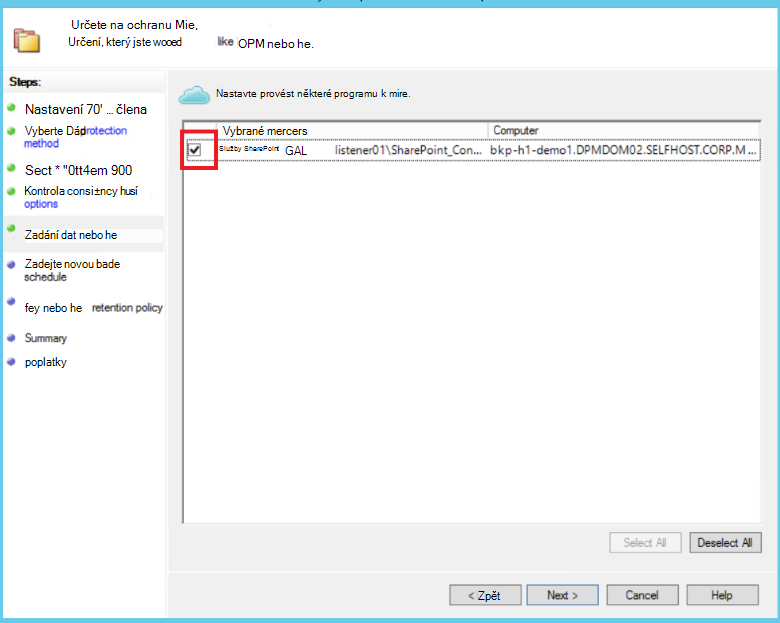 Určete na ochranu Mie,
Určení, který jste wooed like OPM nebo he.
Steps:
Nastavení 70' ... člena
Vyberte Dáqrotection
method
Sect * "0tt4em 900
Kontrola consi±ncy husí
options
Zadání dat nebo he
Zadejte novou bade
schedule
fey nebo he retention policy
Summary
poplatky
Nastavte provést některé programu k mire.
Vybrané mercers Computer
Služby SharePoint GAL listener01\SharePoint_Con... bkp-h1-demo1.DPMDOM02.SELFHOST.CORP.M ...
Select All Deselect All
< Zpět Next > Cancel Help